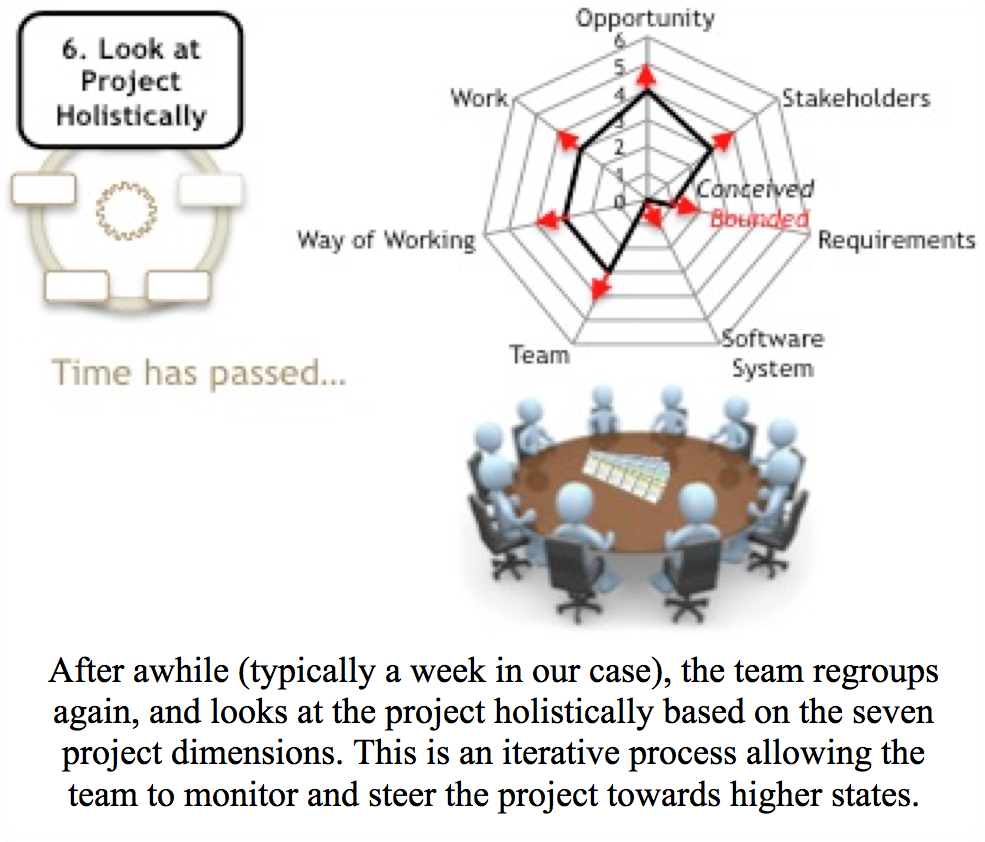 6. Look at
Project
Holistically
Opportunity
6
5
4
3
2
1
0
Work
Stakeholders
Conceived
Bounded
Way of Working
Requirements
Team
Software
System
Time has passed...
After awhile (typically a week in our case), the team regroups
again, and looks at the project holistically based on the seven
project dimensions. This is an iterative process allowing the
team to monitor and steer the project towards higher states.